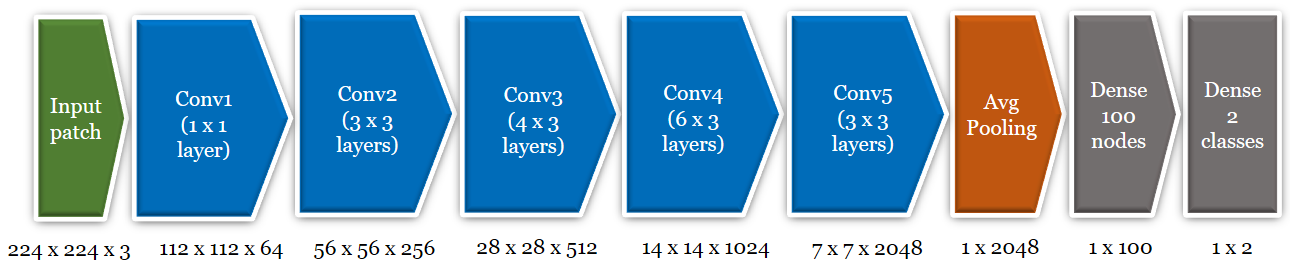 Input
patch
Conv1
(1 x 1
layer)
Conv2
(3 x 3
layers)
Conv3
(4 x 3
layers)
Conv4
(6 x 3
layers)
Conv5
(3 x 3
layers)
Avg
Pooling
Dense
100
nodes
Dense
2
classes
224 x 224 x 3
112 x 112 x 64
56 x 56 x 256
28 x 28 x 512
14 x 14 x 1024
7 x 7 x 2048
1 x 2048
1 x 100
1 x 2